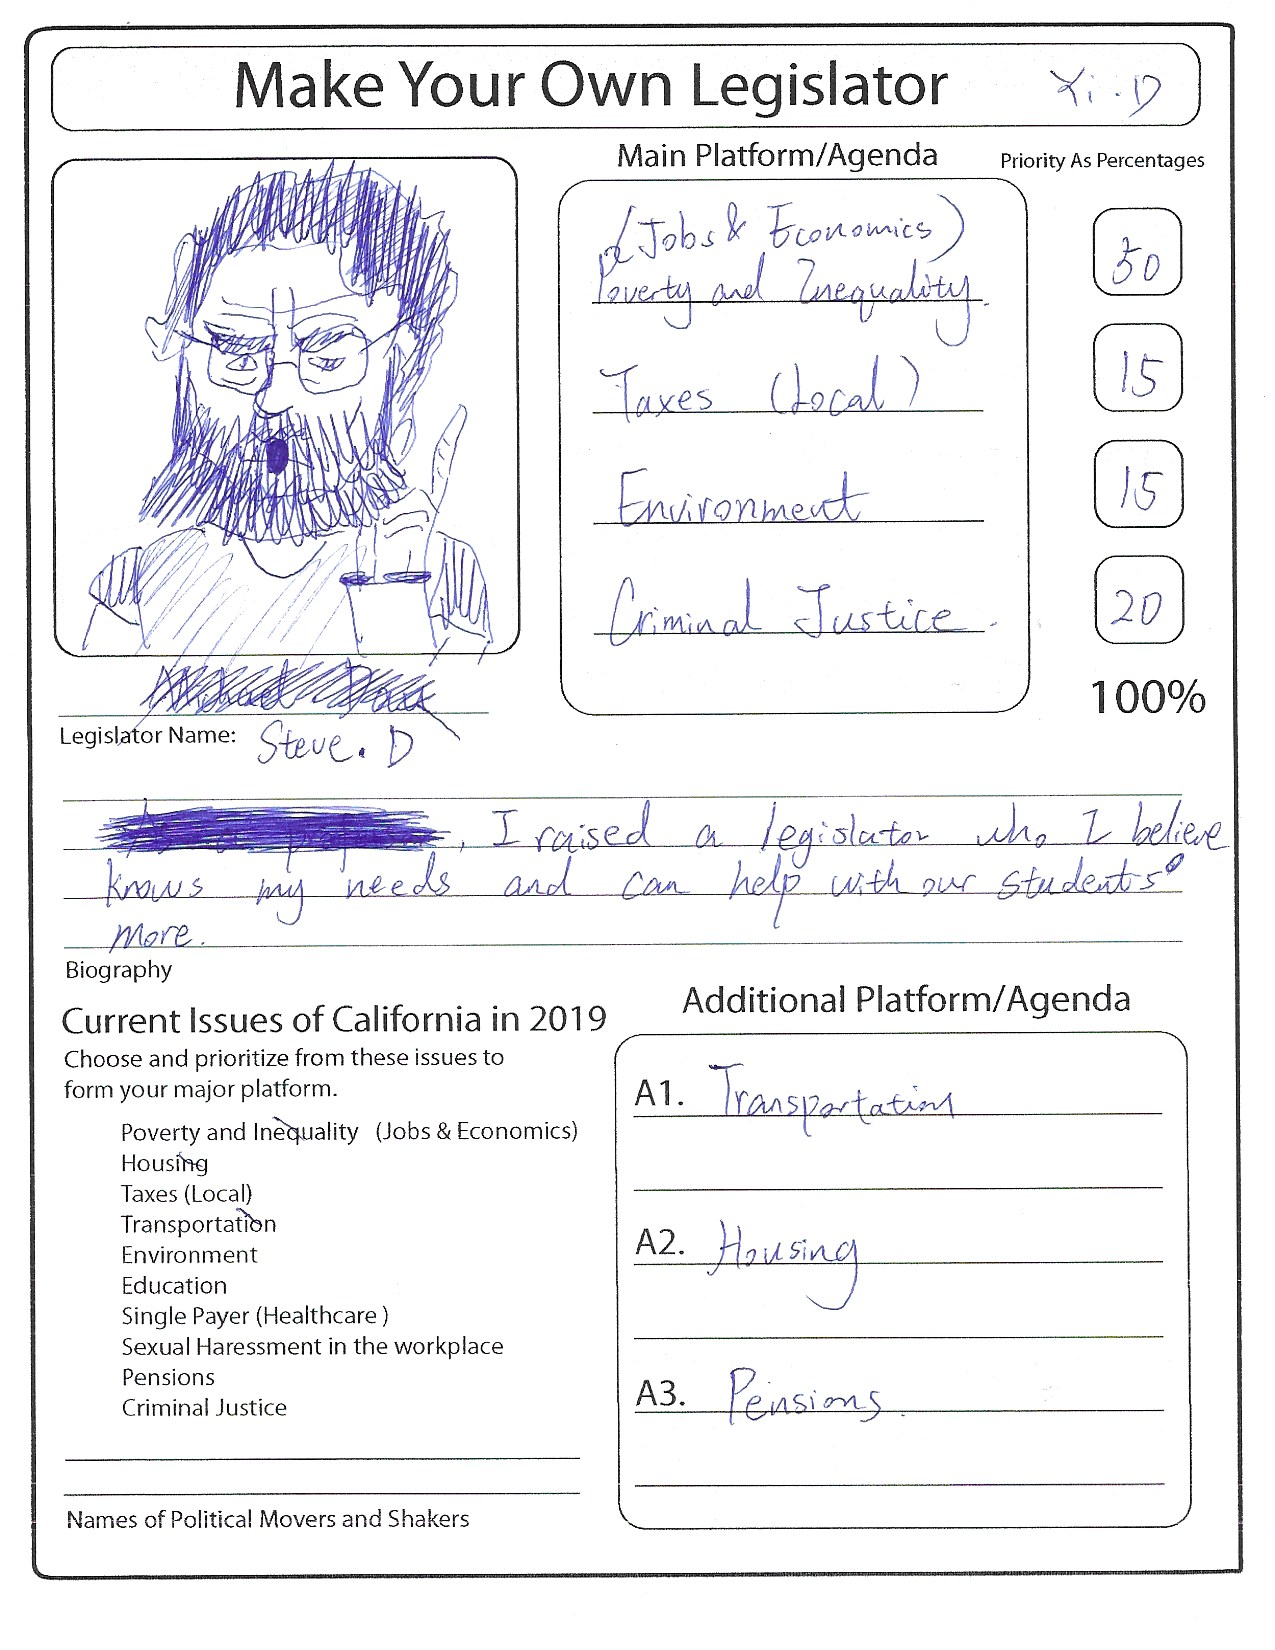 Make Your Own Legislator
Xi.D
Main Platform/Agenda
Priority As Percentages
(Jobs & Economics)
Poverty and Inequality.
50
Taxes (Local)
15
Environment
15
Criminal Justice.
20
100%
Legislator Name: Steve. D
, I raised a legislator who I believe
knows my needs and can help with our students'
more.
Biography
Current Issues of California in 2019
Choose and prioritize from these issues to
form your major platform.
Poverty and Inequality (Jobs & Economics)
Housing
Taxes (Local)
Transportation
Environment
Education
Single Payer (Healthcare )
Sexual Haressment in the workplace
Pensions
Criminal Justice
Names of Political Movers and Shakers
Additional Platform/Agenda
A1. Transportation
A2. Housing
A3. Pensions.